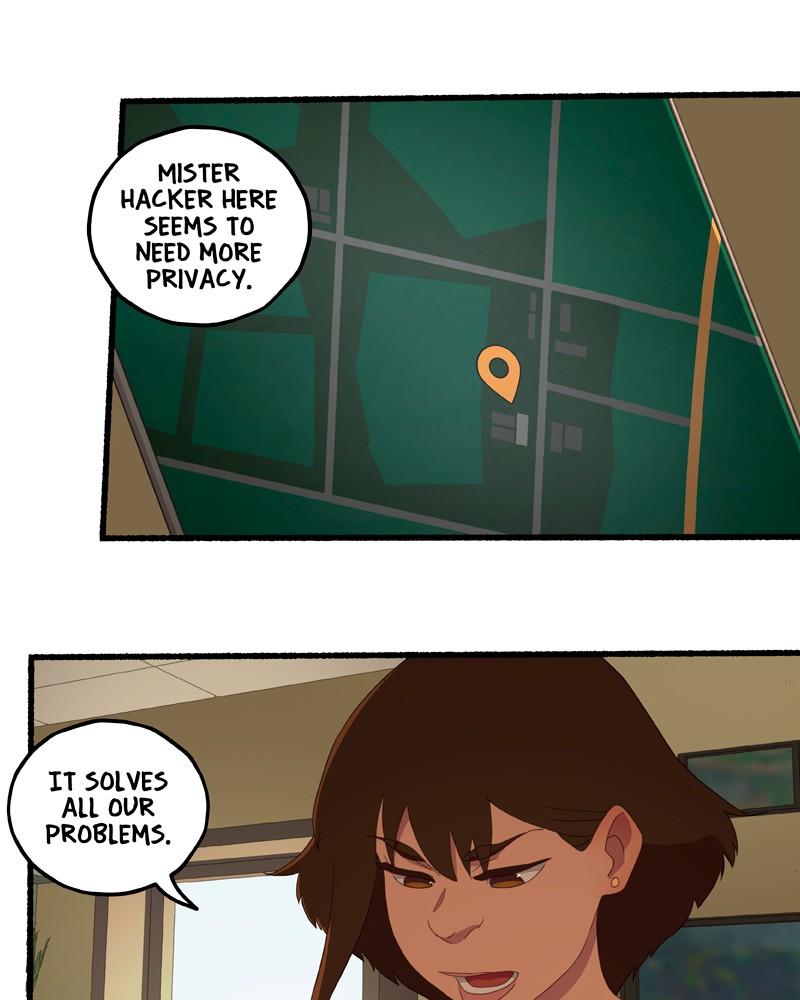 MISTER
HACKER HERE
SEEMS TO
NEED MORE
PRIVACY.
IT SOLVES
ALL OUR
PROBLEMS.